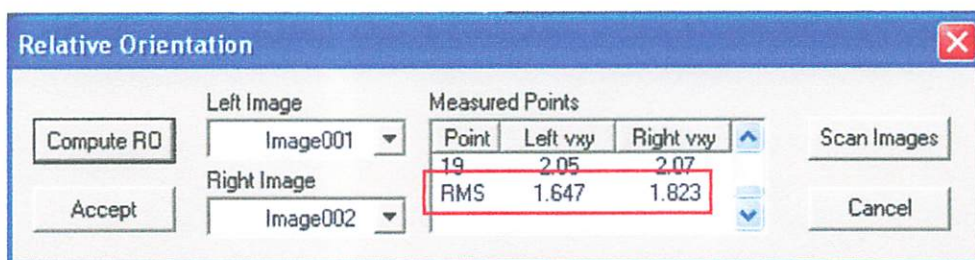 Relative Orientation
Left Image
Measured Points
Compute RO
Image001
Point Left vxy Right vxy
Scan Images
19 2.05 2.07
Right Image
RMS 1.647 1.823
Accept
Image002
Cancel